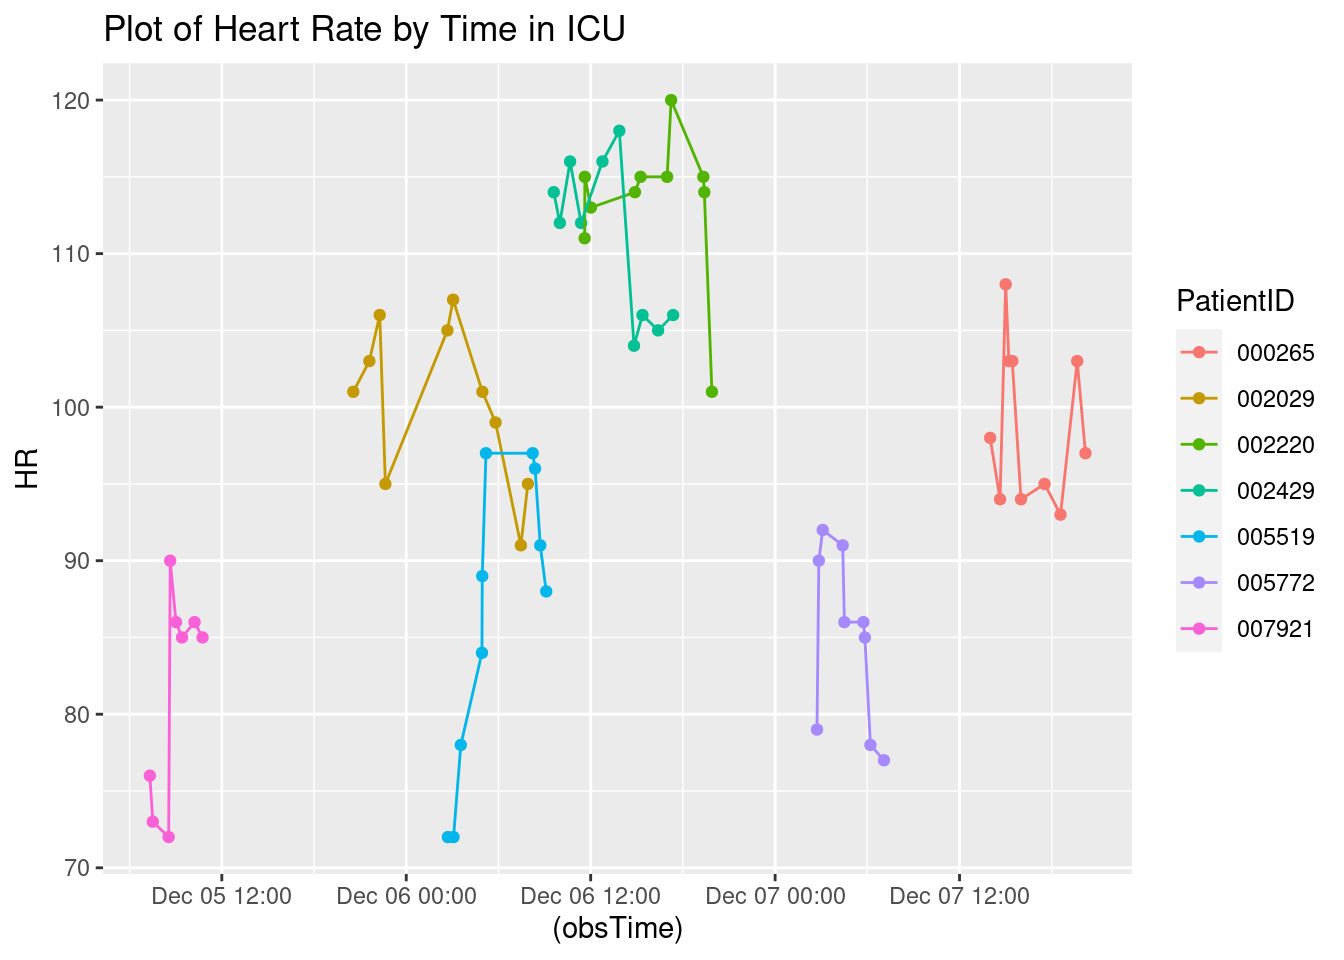 Plot of Heart Rate by Time in ICU
120
110
100
90
80
70
HR
Dec 05 12:00 Dec 06 00:00 Dec 06 12:00 Dec 07 00:00 Dec 07 12:00
(obsTime)
PatientID
000265
002029
002220
002429
005519
005772
007921